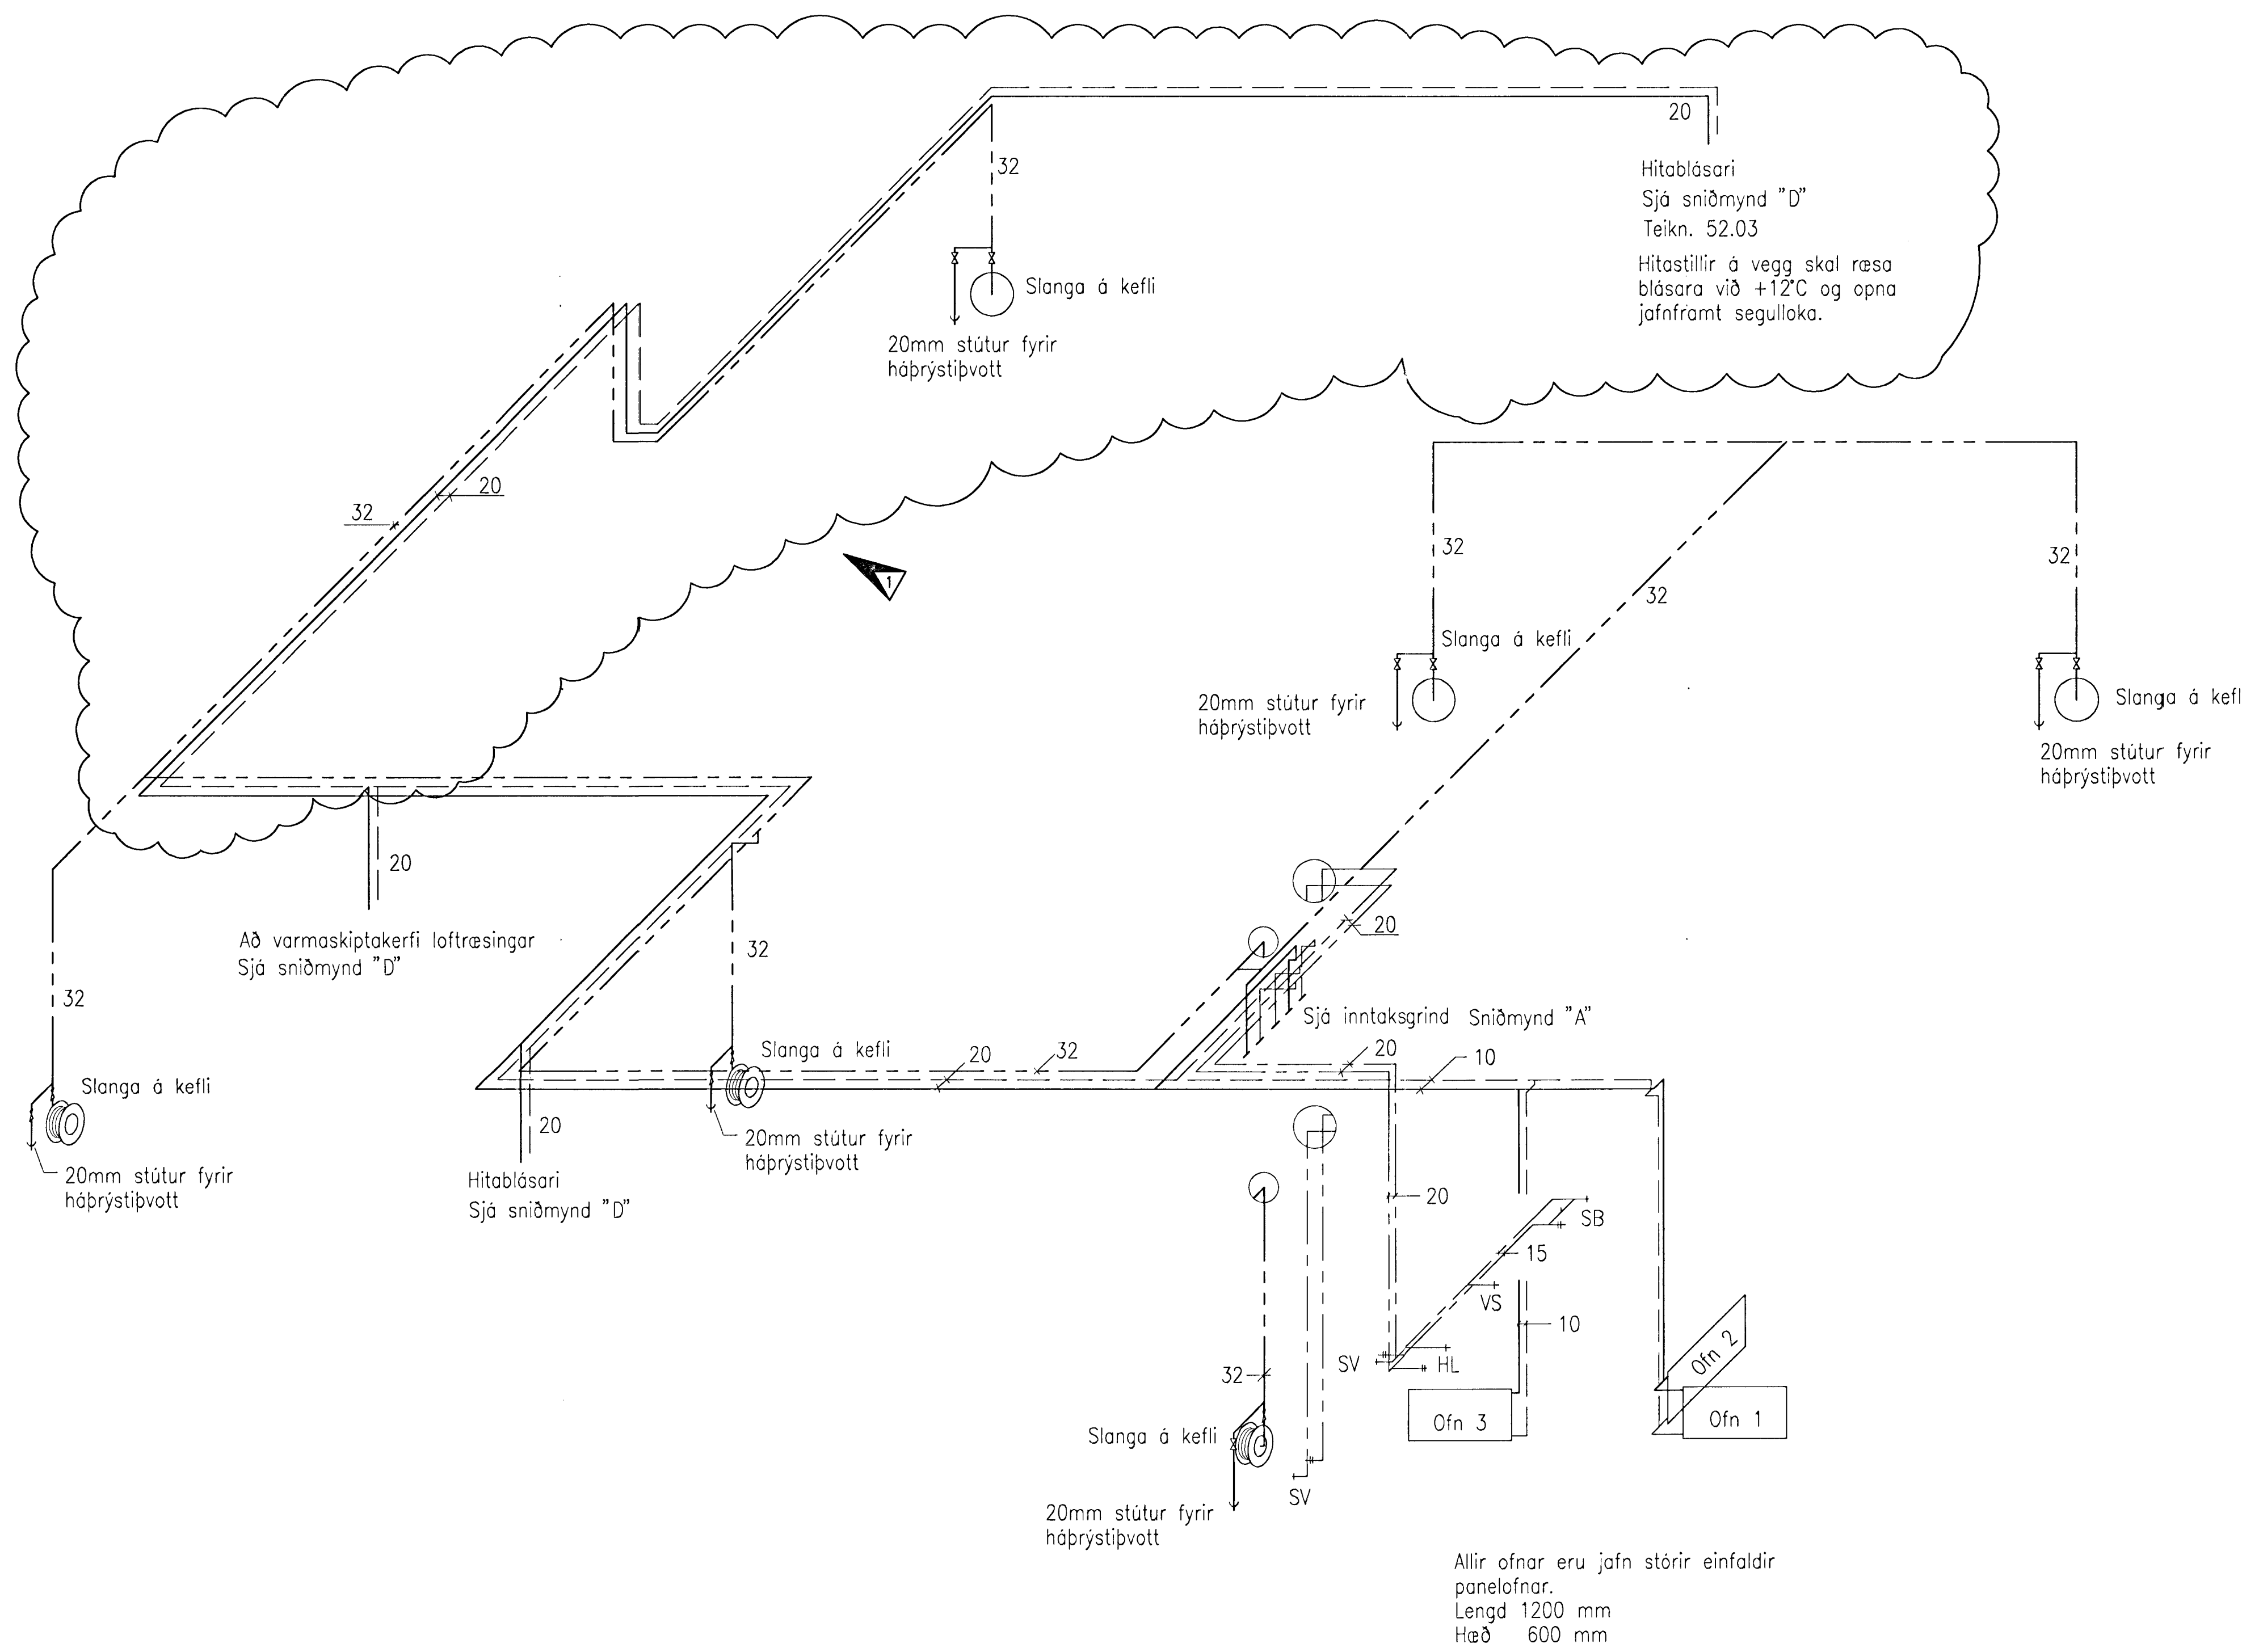 20
32
Hitablásari
Sjá sniðmynd "D"
Teikn. 52.03
Hitastillir á vegg skal ræsa
blásara við +12°C og opna
jafnframt segulloka.
Slanga á kefli
20mm stútur fyrir
háþrýstiþvott
20
32
1
32
32
32
Slanga á kefli
20mm stútur fyrir
háþrýstiþvott
Slanga á kefl
20mm stútur fyrir
háþrýstiþvott
20
Að varmaskiptakerfi loftræsingar
Sjá sniðmynd "D"
32
32
20
Sjá inntaksgrind Sniðmynd "A"
Slanga á kefli
20
32
20
10
Slanga á kefli
20mm stútur fyrir
háþrýstiþvott
20
Hitablásari
Sjá sniðmynd "D"
20mm stútur fyrir
háþrýstiþvott
20
SB
15
VS
10
SV
HL
Ofn 2
Ofn 3
Ofn 1
32
Slanga á kefli
SV
20mm stútur fyrir
háþrýstiþvott
Allir ofnar eru jafn stórir einfaldir
panelofnar.
Lengd 1200 mm
Hæð 600 mm